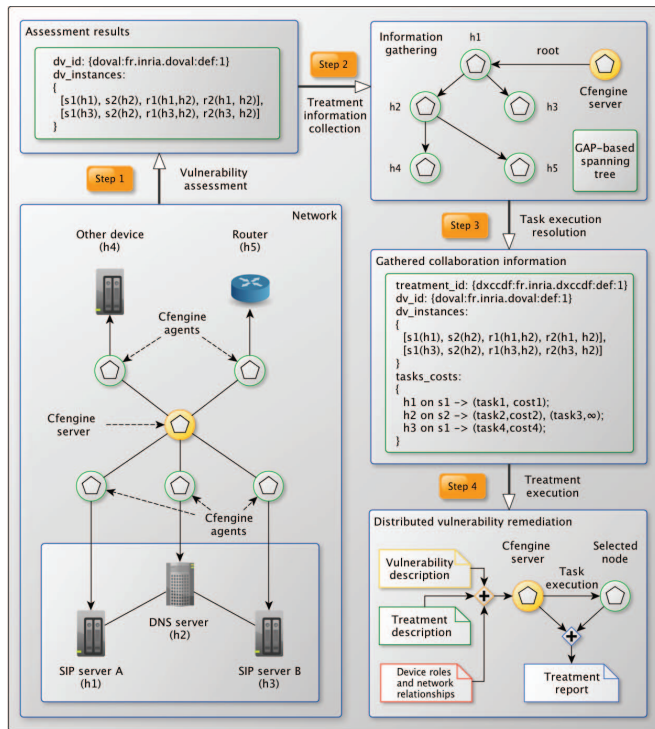 Assessment results
dv_id: {doval:fr.inria.doval:def:1}
dv_instances:
{
[s1(h1), s2(h2), r1(h1,h2), r2(h1, h2)],
[s1(h3), s2(h2), r1(h3,h2), r2(h3, h2)]
}
Step 2
Treatment
information
collection
Information
gathering
h1
root
Cfengine
server
h2
h3
h4
h5
GAP-based
spanning
tree
Step 1
Vulnerability
assessment
Step 3
Task execution
resolution
Network
Other device
(h4)
Router
(h5)
Cfengine
agents
Cfengine
server
Cfengine
agents
DNS server
(h2)
SIP server A
(h1)
SIP server B
(h3)
Gathered collaboration information
treatment_id: {dxccdf:fr.inria.dxccdf:def:1}
dv_id: {doval:fr.inria.doval:def:1}
dv_instances:
{
[s1(h1), s2(h2), r1(h1,h2), r2(h1, h2)],
[s1(h3), s2(h2), r1(h3,h2), r2(h3, h2)]
}
tasks_costs:
{
h1 on s1 -> (task1, cost1);
h2 on s2 -> (task2,cost2), (task3,∞);
h3 on s1 -> (task4,cost4);
}
Step 4
Treatment
execution
Distributed vulnerability remediation
Vulnerability
description
Cfengine
server
Selected
node
Task
execution
Treatment
description
Device roles
and network
relationships
Treatment
report